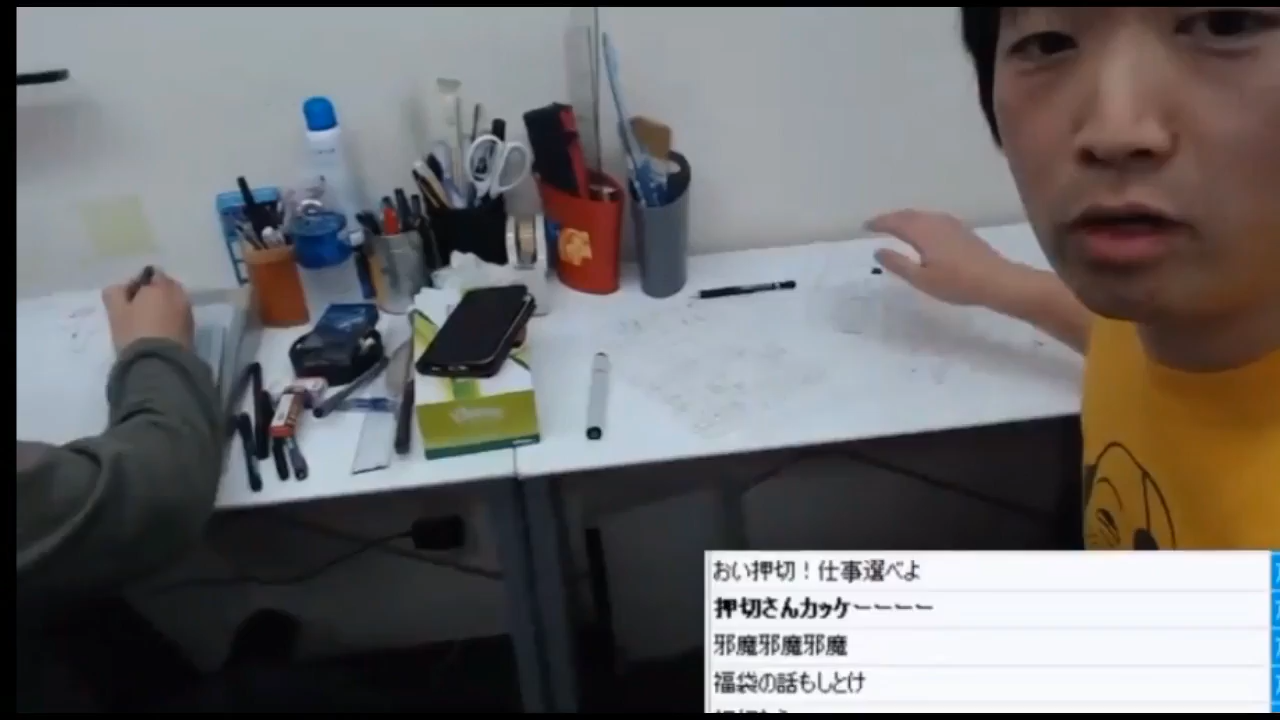 おい押切！仕事選べよ
押切さんカッケーーーー
邪魔邪魔邪魔
福袋の話もしとけ